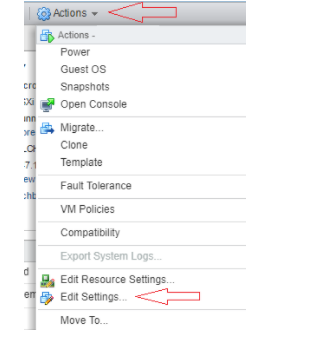 Actions
Actions -
Power
Guest OS
Snapshots
Open Console
Migrate...
Clone
Template
Fault Tolerance
VM Policies
Compatibility
Export System Logs...
Edit Resource Settings...
Edit Settings...
Move To...